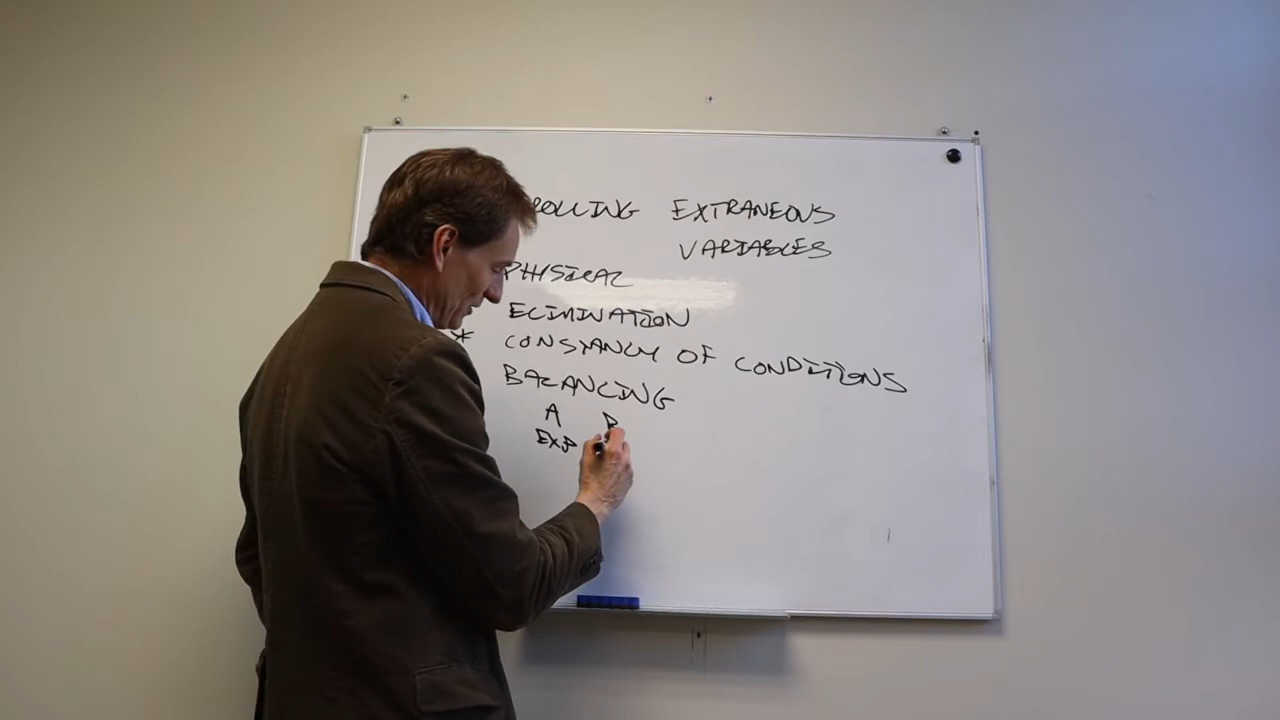 ROLLING EXTRANEOUS
VARIABLES
PHYSICAL
ELIMINATION
* CONSTANCY OF CONDITIONS
BALANCING
A B
EXP